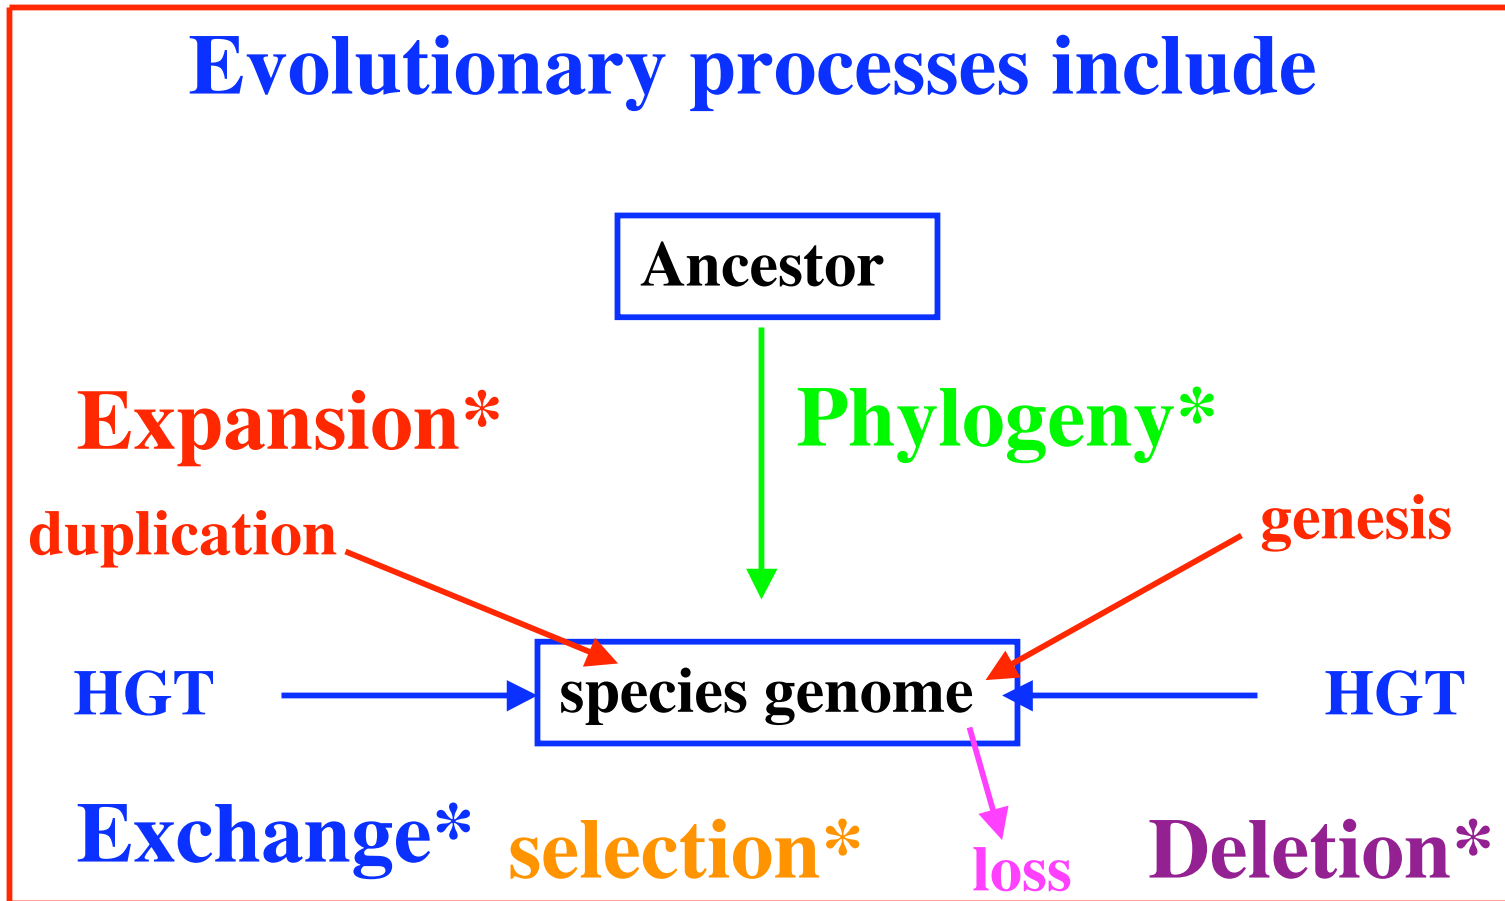 Evolutionary processes include
Ancestor
Expansion*
Phylogeny*
duplication
genesis
HGT
species genome
HGT
Exchange*
selection*
loss
Deletion*